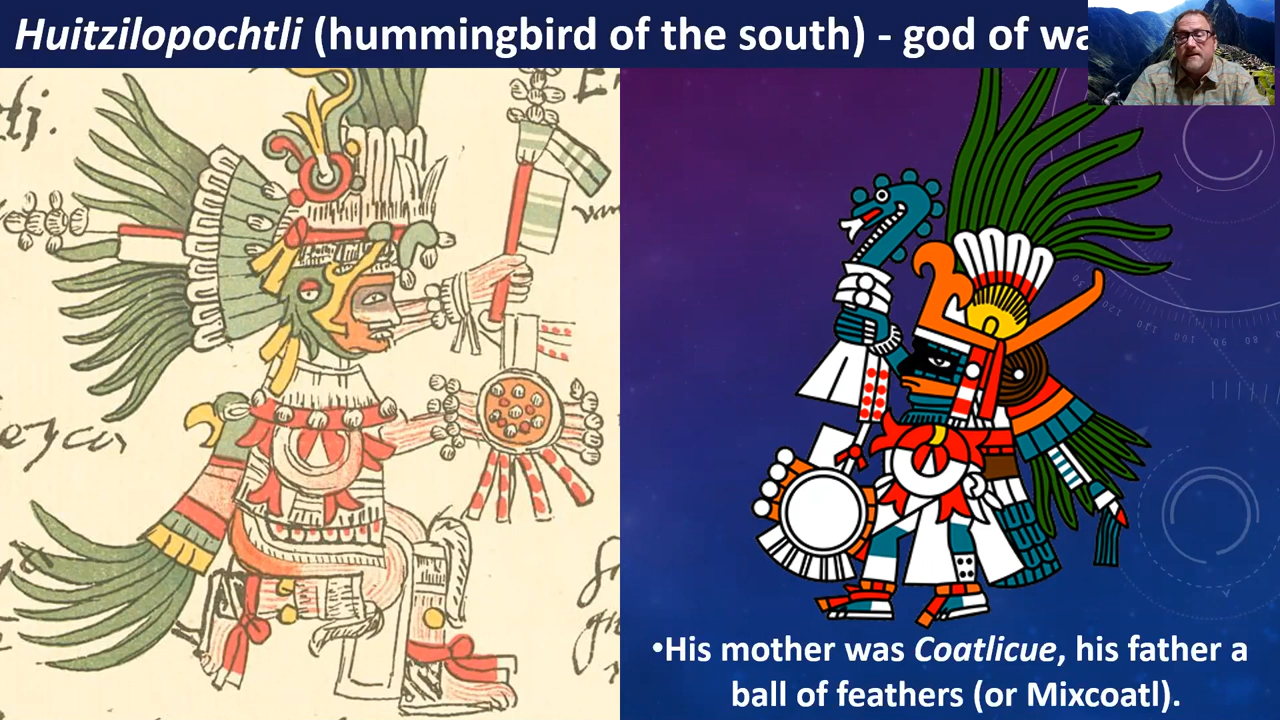 Huitzilopochtli (hummingbird of the south) - god of wa
•His mother was Coatlicue, his father a
ball of feathers (or Mixcoatl).